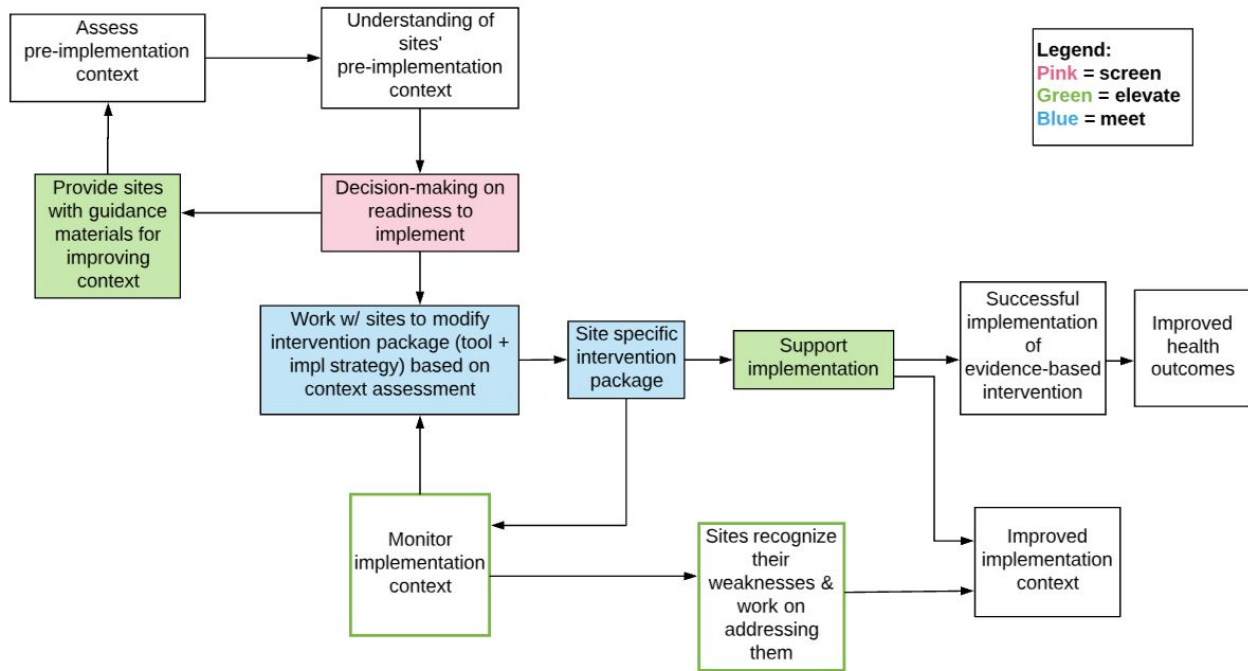 Assess
pre-implementation
context
Understanding of
sites'
pre-implementation
context
Legend:
Pink = screen
Green = elevate
Blue = meet
Provide sites
with guidance
materials for
improving
context
Decision-making on
readiness to
implement
Work w/ sites to modify
intervention package (tool +
impl strategy) based on
context assessment
Site specific
intervention
package
Support
implementation
Successful
implementation
of
evidence-based
intervention
Improved
health
outcomes
Monitor
implementation
context
Sites recognize
their
weaknesses &
work on
addressing
them
Improved
implementation
context